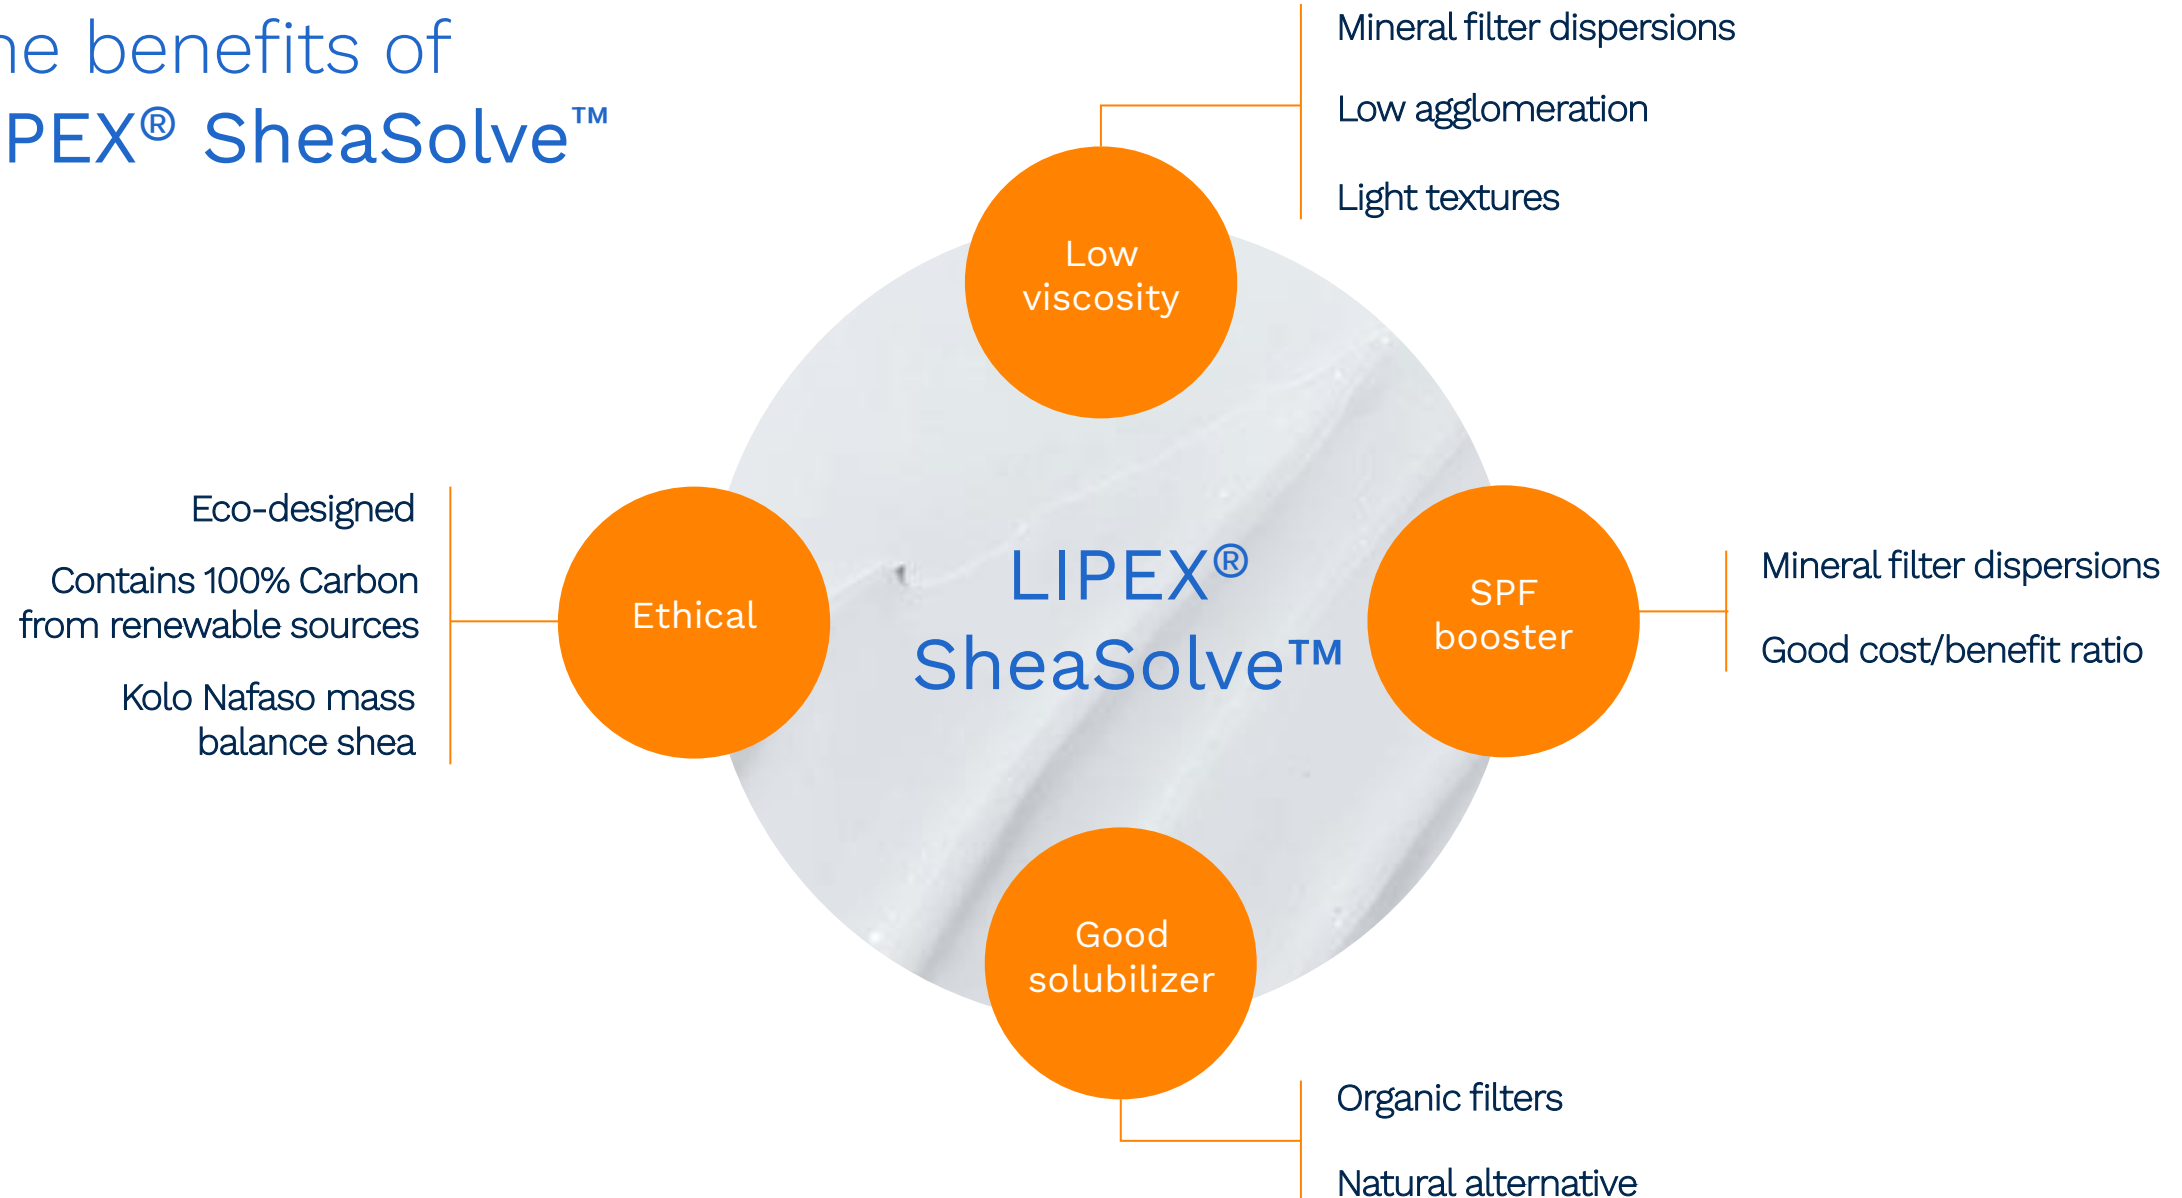 he benefits of
PEX® SheaSolve™
Mineral filter dispersions
Low agglomeration
Light textures
Low
viscosity
Eco-designed
Contains 100% Carbon
from renewable sources
Kolo Nafaso mass
balance shea
Ethical
LIPEX®
SheaSolve™
SPF
booster
Mineral filter dispersions
Good cost/benefit ratio
Good
solubilizer
Organic filters
Natural alternative